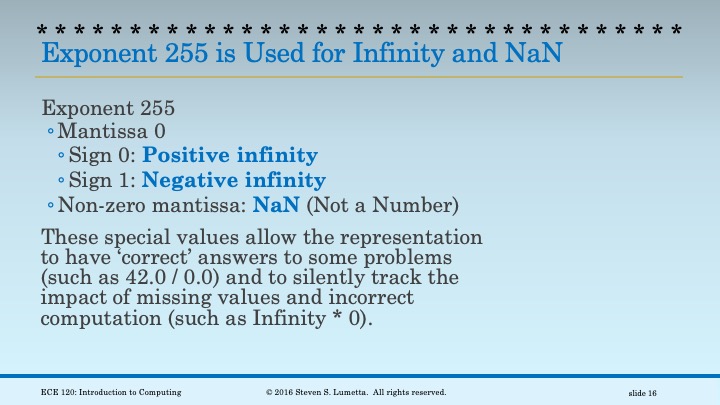 * * * * * * * * * * * * * * * * * * * * * * * * * * * * * * * * * * *
Exponent 255 is Used for Infinity and NaN
Exponent 255
◦Mantissa 0
◦Sign 0: Positive infinity
◦Sign 1: Negative infinity
◦Non-zero mantissa: NaN (Not a Number)
These special values allow the representation
to have ‘correct’ answers to some problems
(such as 42.0 / 0.0) and to silently track the
impact of missing values and incorrect
computation (such as Infinity * 0).
ECE 120: Introduction to Computing
© 2016 Steven S. Lumetta. All rights reserved.
slide 16